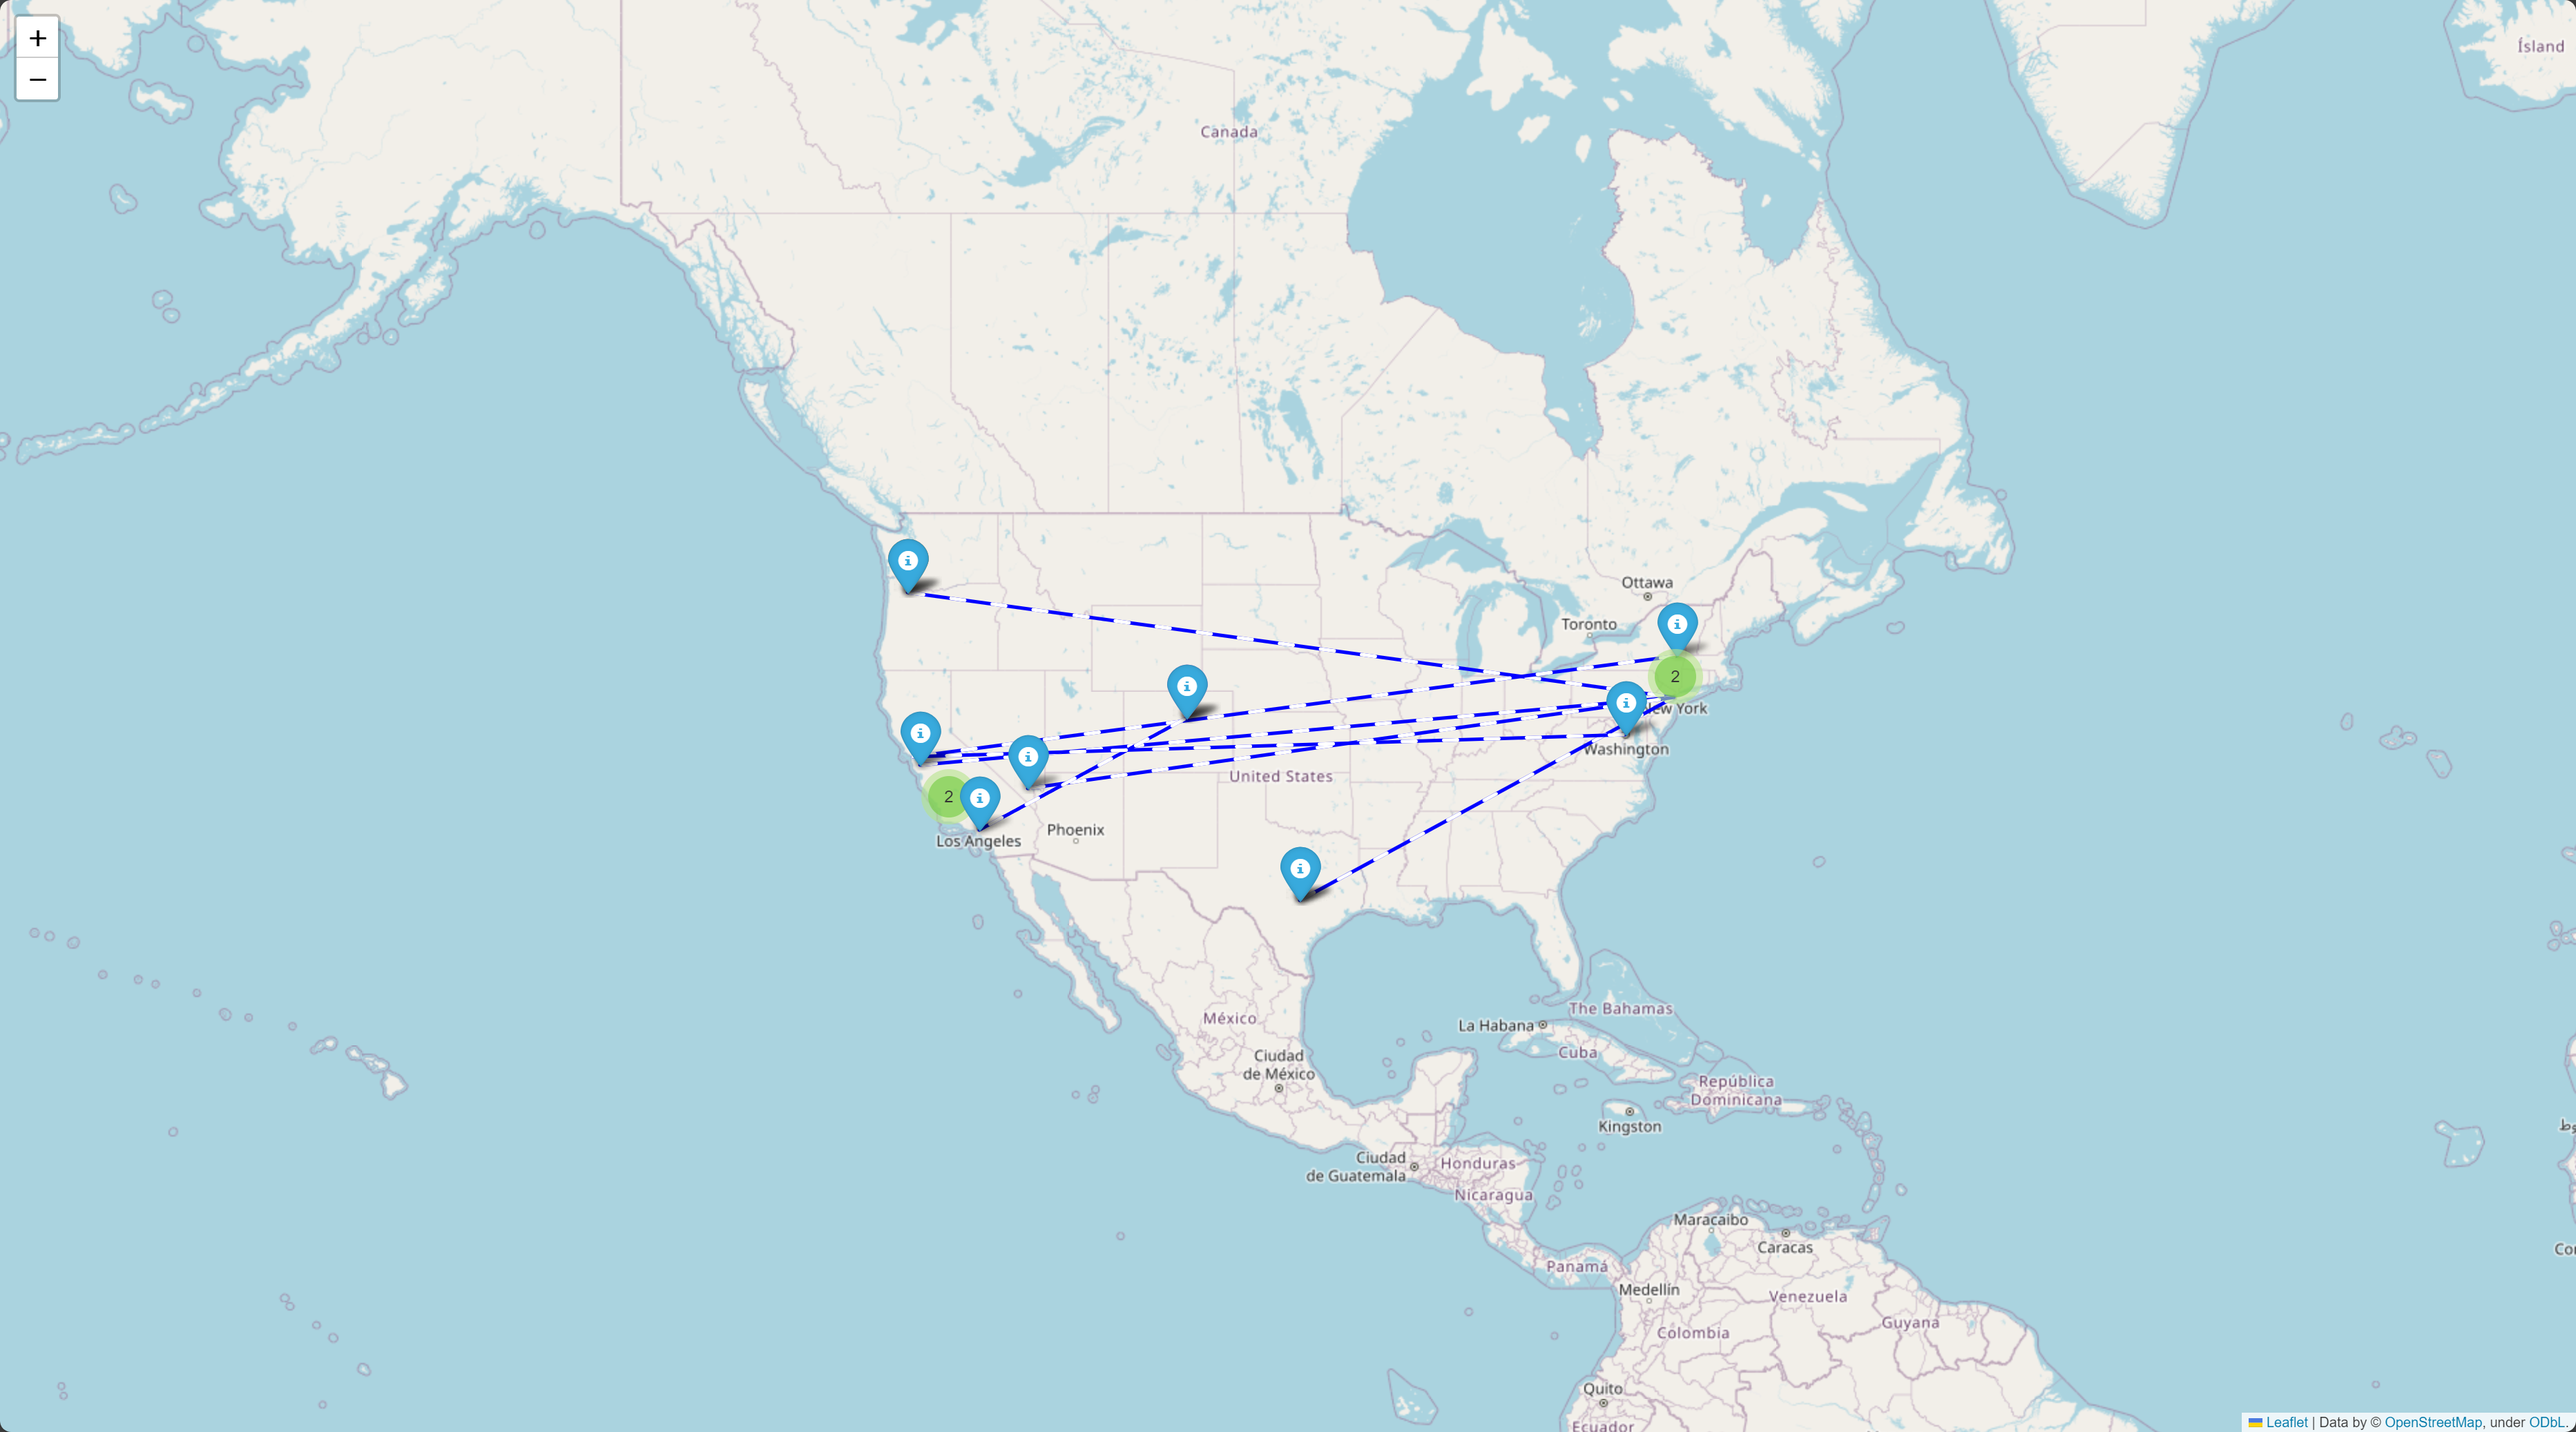 +
−
Ísland
Canada
Ottawa
Toronto
2
New York
Washington
United States
2
Los Angeles
Phoenix
México
La Habana
The Bahamas
Cuba
Ciudad
de México
República
Dominicana
Kingston
Ciudad
de Guatemala
Honduras
Nicaragua
Maracaibo
Caracas
Panamá
Medellín
Venezuela
Guyana
Colombia
Quito
Ecuador
Leaflet | Data by © OpenStreetMap, under ODbL.